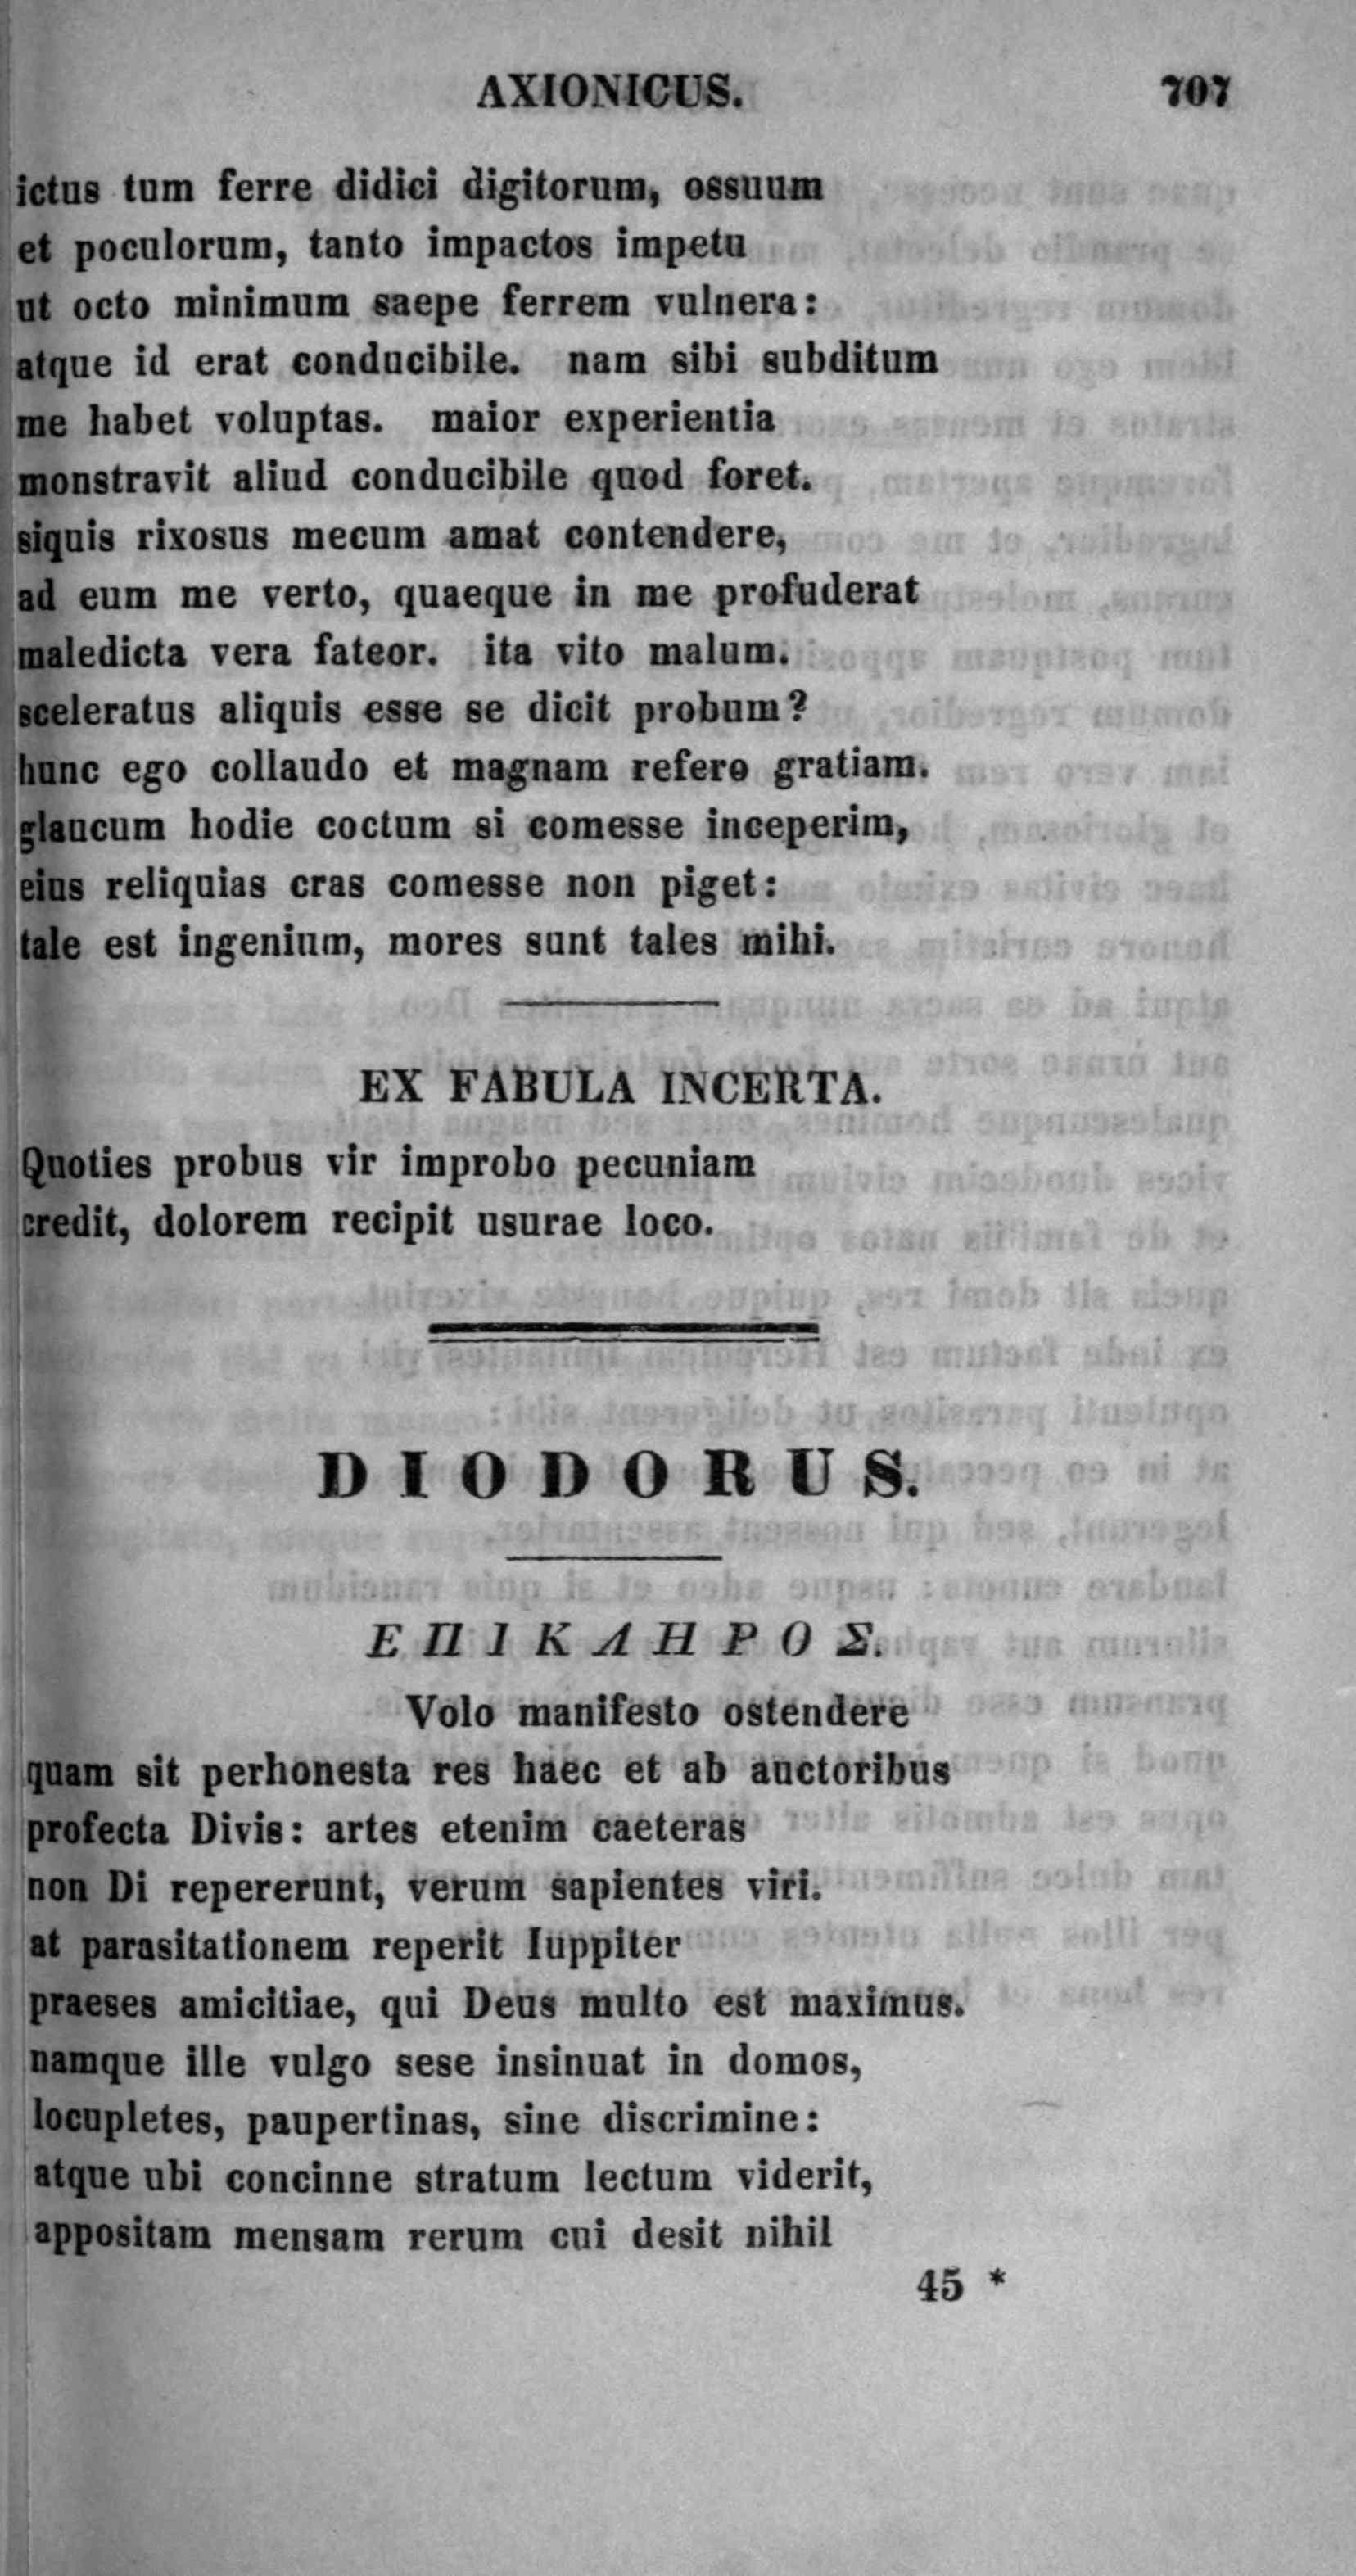 AXIONICUS. 707
ictus tum ferre didici digitorum, ossuum
et poculorum, tanto impactos impetu
ut octo minimum saepe ferrem vulnera:
atque id erat conducibile. nam sibi subditum
me habet voluptas. maior experientia
monstravit aliud conducibile quod foret.
siquis rixosus mecum amat contendere,
ad eum me verto, quaeque in me profuderat
maledicta vera fateor. ita vito malum.
sceleratus aliquis esse se dicit probum?
hunc ego collaudo et magnam refero gratiam.
glaucum hodie coctum si comesse inceperim,
eius reliquias cras comesse non piget:
tale est ingenium, mores sunt tales mihi.
EX FABULA INCERTA.
Quoties probus vir improbo pecuniam
credit, dolorem recipit usurae loco.
DIODORUS.
ΕΠΙΚΛΗΡΟΣ.
Volo manifesto ostendere
quam sit perhonesta res haec et ab auctoribus
profecta Divis: artes etenim caeteras
non Di repererunt, verum sapientes viri.
at parasitationem reperit Iuppiter
praeses amicitiae, qui Deus multo est maximus.
namque ille vulgo sese insinuat in domos,
locupletes, paupertinas, sine discrimine:
atque ubi concinne stratum lectum viderit,
appositam mensam rerum cui desit nihil
45 *